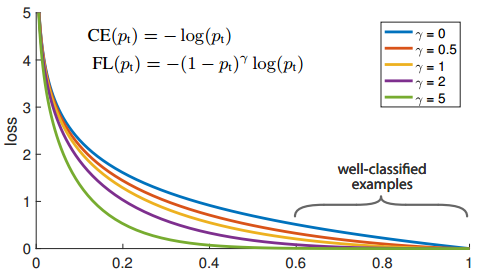 5
4
3
2
1
0
loss
CE(pt) = − log(pt)
FL(pt) = −(1 − pt)γ log(pt)
γ = 0
γ = 0.5
γ = 1
γ = 2
γ = 5
well-classified
examples
0
0.2
0.4
0.6
0.8
1